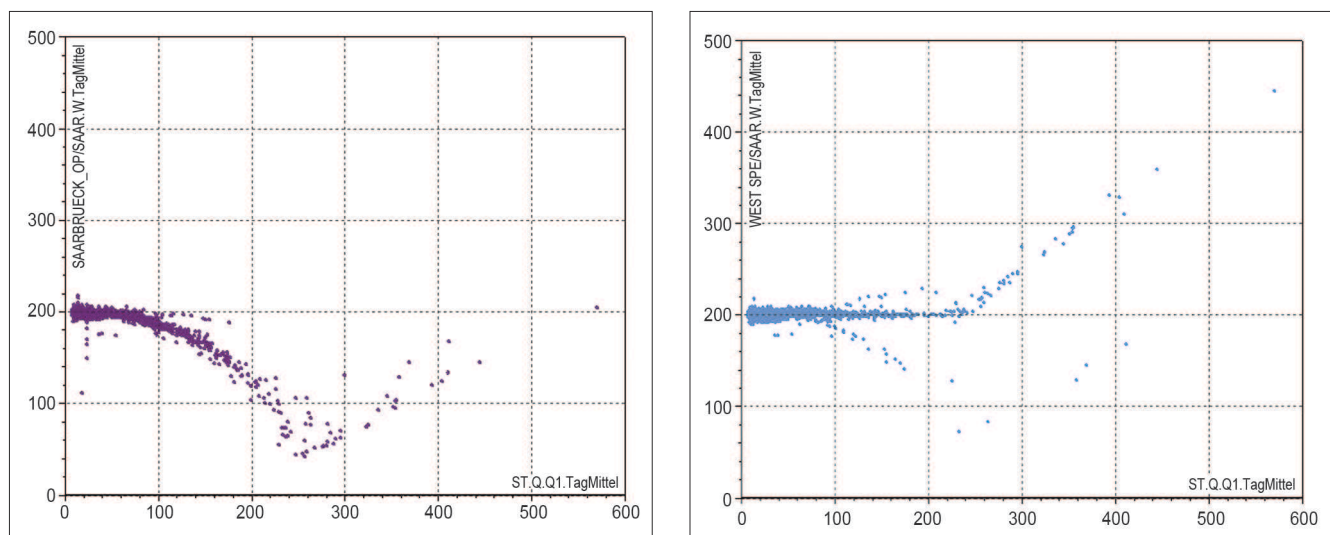 500
400
300
200
100
0
SAARBRUECK_OP/SAAR.W.TagMittel
ST.Q.Q1.TagMittel
0 100 200 300 400 500 600
500
400
300
200
100
0
WEST SPE/SAAR.W.TagMittel
ST.Q.Q1.TagMittel
0 100 200 300 400 500 600